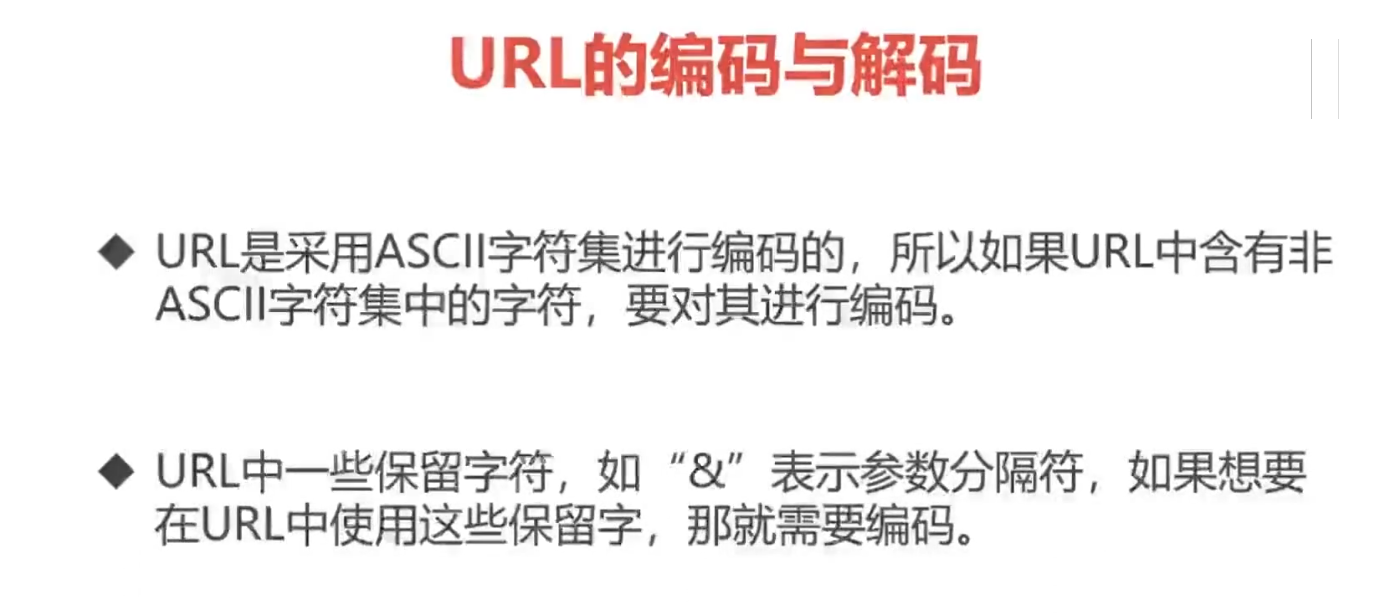 URL的编码与解码
◆ URL是采用ASCII字符集进行编码的，所以如果URL中含有非
ASCII字符集中的字符，要对其进行编码。
◆ URL中一些保留字符，如“&”表示参数分隔符，如果想要
在URL中使用这些保留字，那就需要编码。